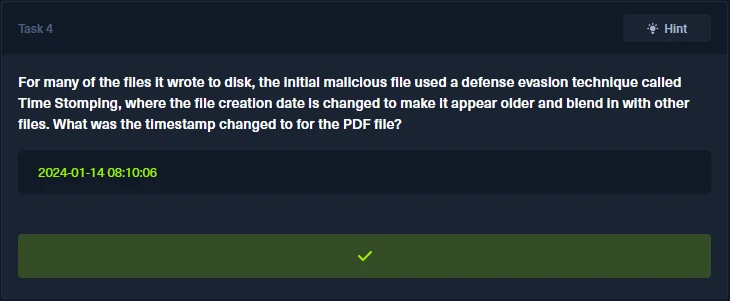 Task 4
Hint
For many of the files it wrote to disk, the initial malicious file used a defense evasion technique called
Time Stomping, where the file creation date is changed to make it appear older and blend in with other
files. What was the timestamp changed to for the PDF file?
2024-01-14 08:10:06